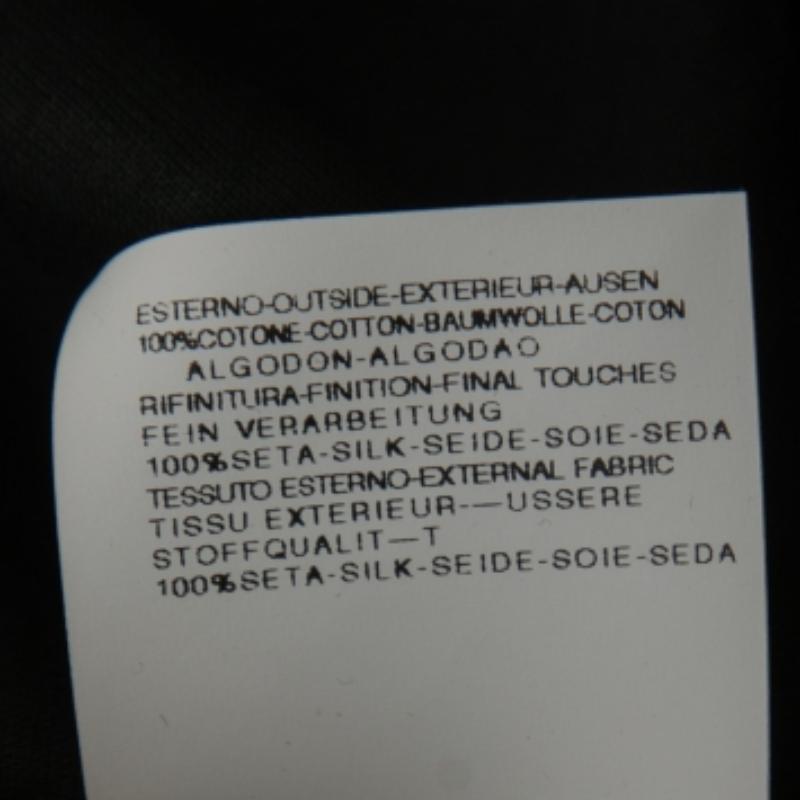 ESTERNO-OUTSIDE-EXTERIEUR-AUSEN
100%COTONE-COTTON-BAUMWOLLE-COTON
ALGODON-ALGODAO
RIFINITURA-FINITION-FINAL TOUCHES
FEIN VERARBEITUNG
100%SETA-SILK-SEIDE-SOIE-SEDA
TESSUTO ESTERNO-EXTERNAL FABRIC
TISSU EXTERIEUR-—USSERE
STOFFQUALIT—T
100%SETA-SILK-SEIDE-SOIE-SEDA